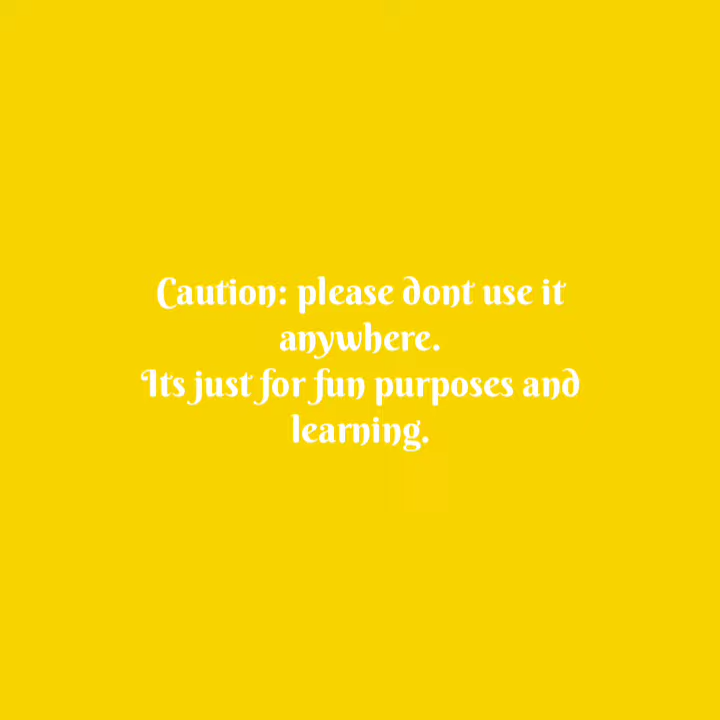 Caution: please dont use it
anywhere.
Its just for fun purposes and
learning.